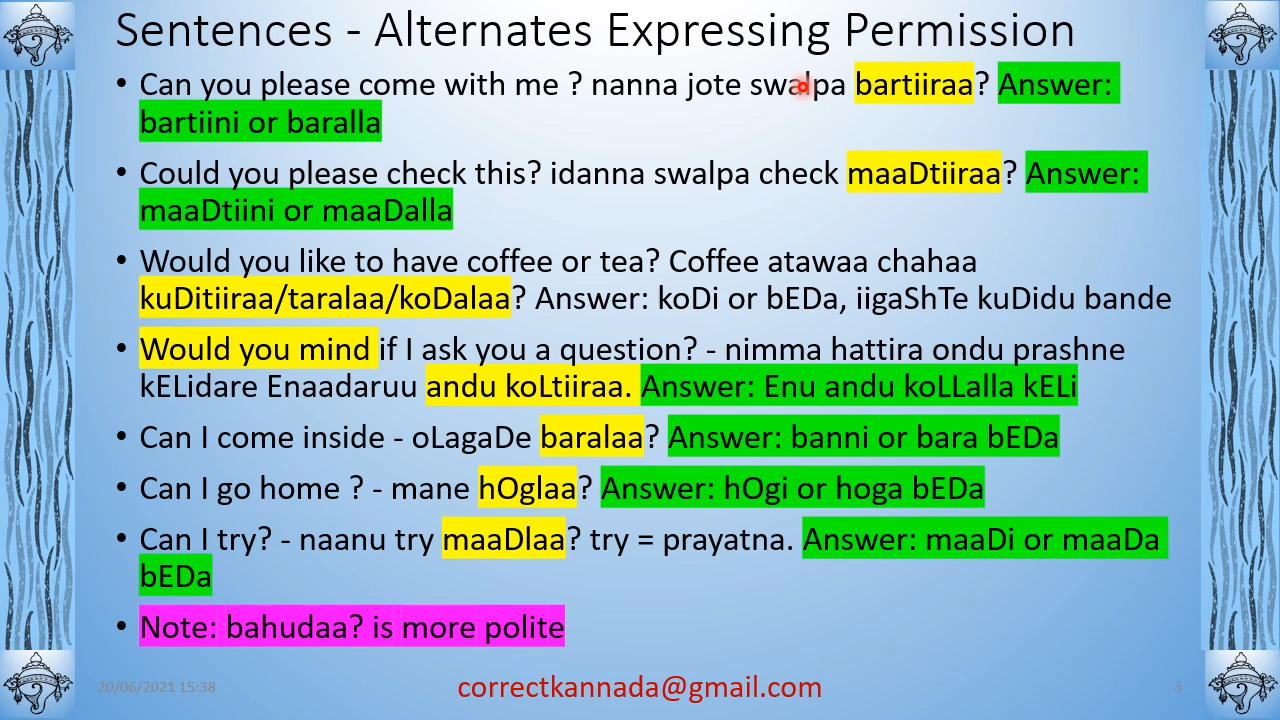 Sentences - Alternates Expressing Permission
• Can you please come with me ? nanna jote swalpa bartiiraa? Answer:
bartiini or baralla
• Could you please check this? idanna swalpa check maaDtiiraa? Answer:
maaDtiini or maaDalla
• Would you like to have coffee or tea? Coffee atawaa chahaa
kuDitiiraa/taralaa/koDalaa? Answer: koDi or bEDa, iigaShTe kuDidu bande
• Would you mind if I ask you a question? - nimma hattira ondu prashne
kELidare Enaadaruu andu koLtiiraa. Answer: Enu andu koLLalla kELi
• Can I come inside - oLagaDe baralaa? Answer: banni or bara bEDa
• Can I go home ? - mane hOglaa? Answer: hOgi or hoga bEDa
• Can I try? - naanu try maaDlaa? try = prayatna. Answer: maaDi or maaDa
bEDa
• Note: bahudaa? is more polite
20/06/2021 15:38 correctkannada@gmail.com 3